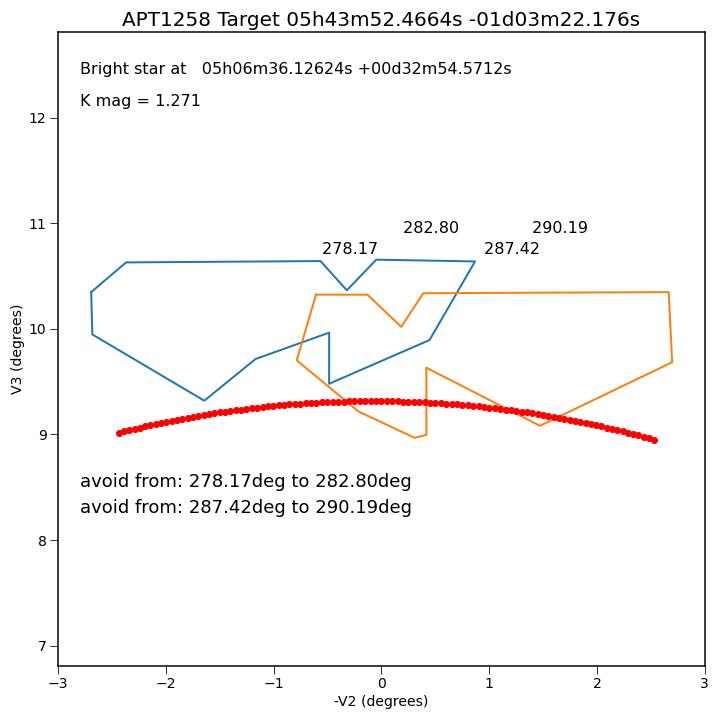 APT1258 Target 05h43m52.4664s -01d03m22.176s
Bright star at 05h06m36.12624s +00d32m54.5712s
K mag = 1.271
12
11
282.80 290.19
278.17 287.42
10
V3 (degrees)
9
avoid from: 278.17deg to 282.80deg
avoid from: 287.42deg to 290.19deg
8
7
−3 −2 −1 0 1 2 3
-V2 (degrees)